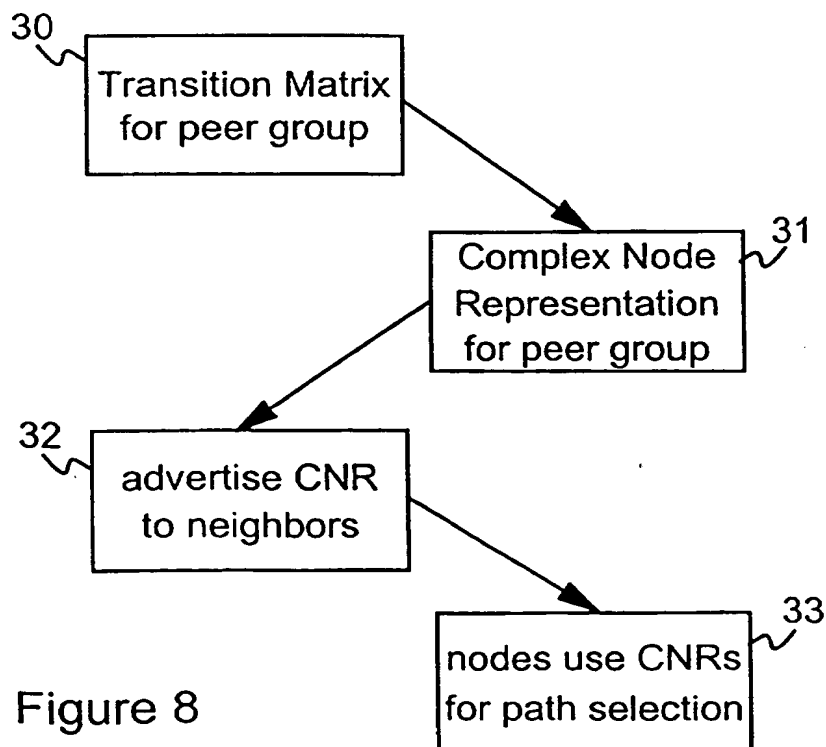 30
Transition Matrix
for peer group
31
Complex Node
Representation
for peer group
32
advertise CNR
to neighbors
33
nodes use CNRs
for path selection
Figure 8